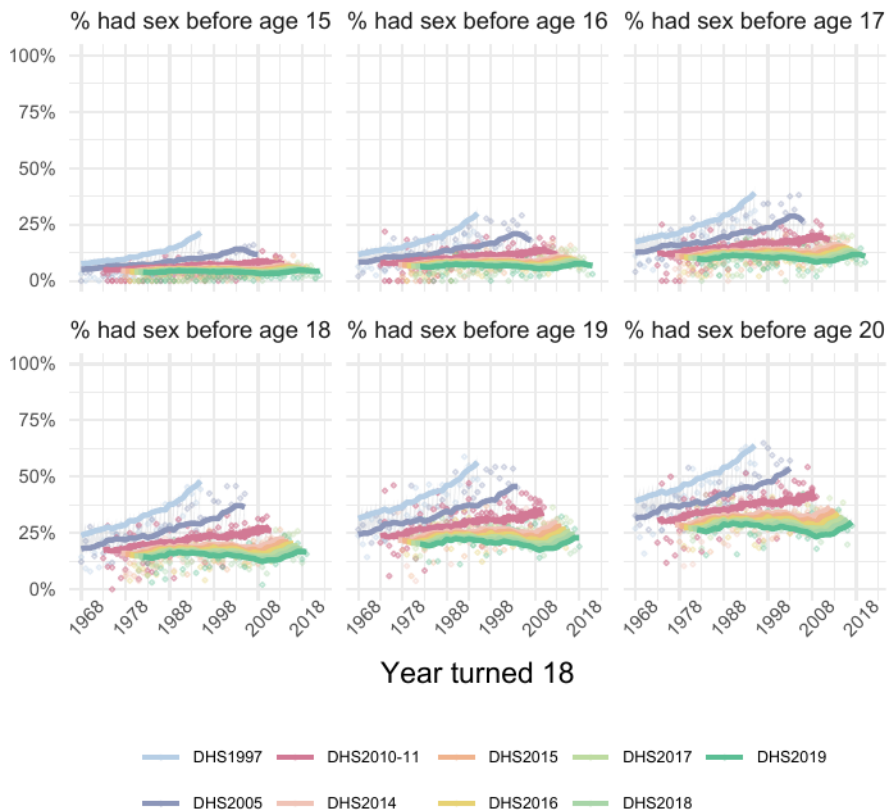 % had sex before age 15 % had sex before age 16 % had sex before age 17
100%
75%
50%
25%
0%
% had sex before age 18 % had sex before age 19 % had sex before age 20
100%
75%
50%
25%
0%
1968 1978 1988 1998 2008 2018 1968 1978 1988 1998 2008 2018 1968 1978 1988 1998 2008 2018
Year turned 18
DHS1997 DHS2010-11 DHS2015 DHS2017 DHS2019
DHS2005 DHS2014 DHS2016 DHS2018